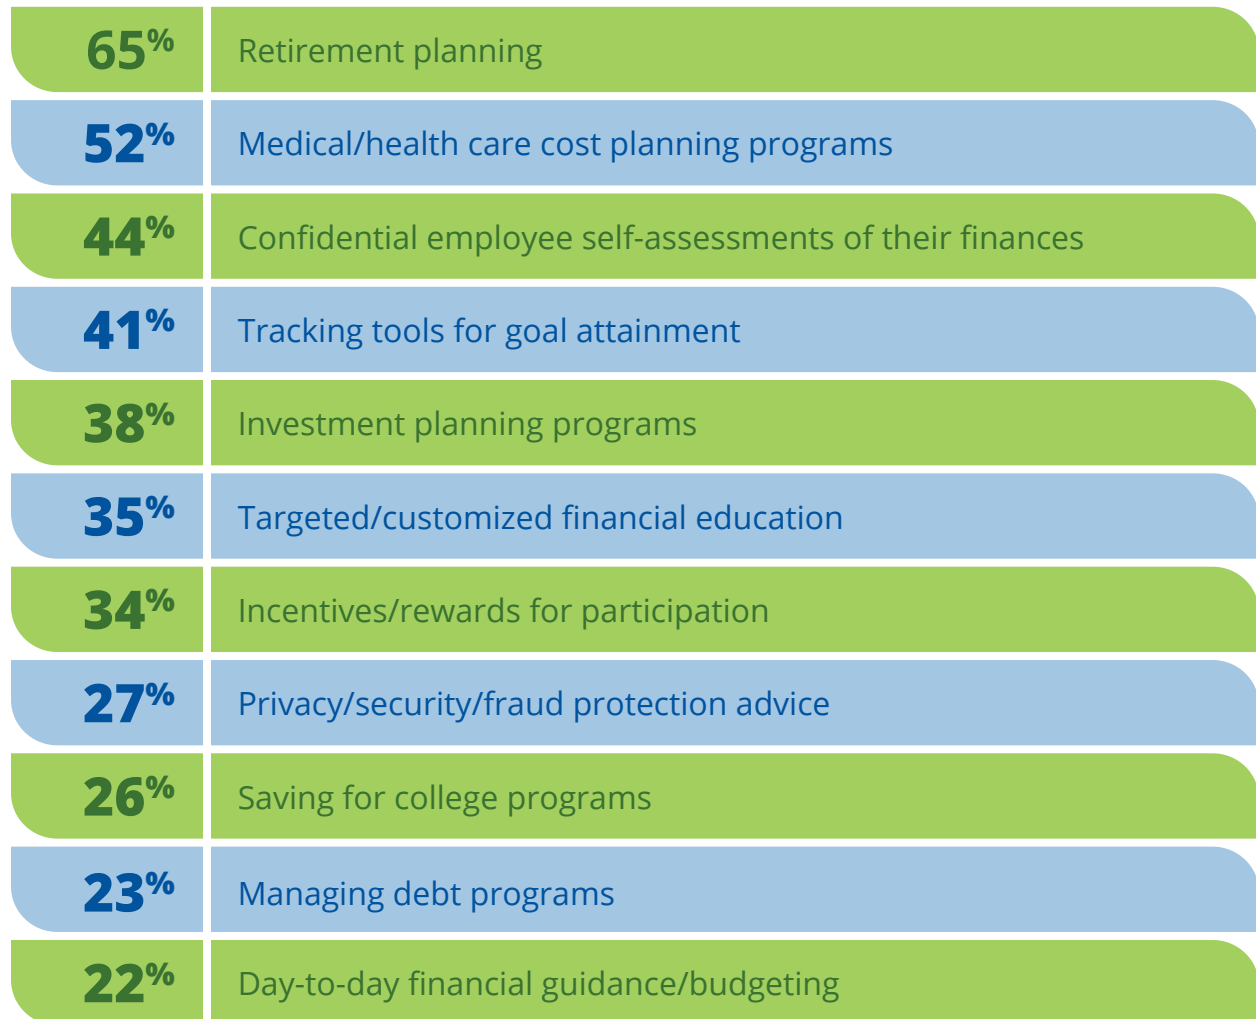 65% Retirement planning
52% Medical/health care cost planning programs
44% Confidential employee self-assessments of their finances
41% Tracking tools for goal attainment
38% Investment planning programs
35% Targeted/customized financial education
34% Incentives/rewards for participation
27% Privacy/security/fraud protection advice
26% Saving for college programs
23% Managing debt programs
22% Day-to-day financial guidance/budgeting